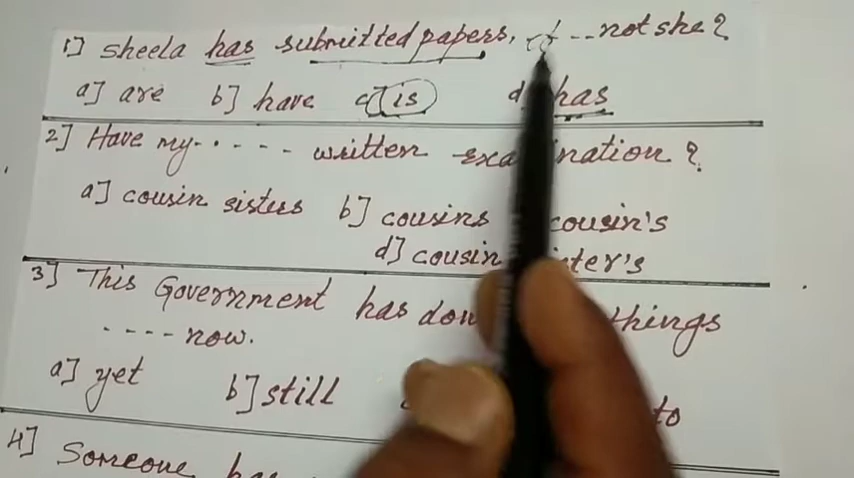 1] Sheela has submitted papers, ...not she?
a] are b] have c] is d] has
2] Have my..... written examination?
a] cousin sisters b] cousins cousin's
d] cousin
3] This Government has things
....now.
a] yet b] still to
4] Someone